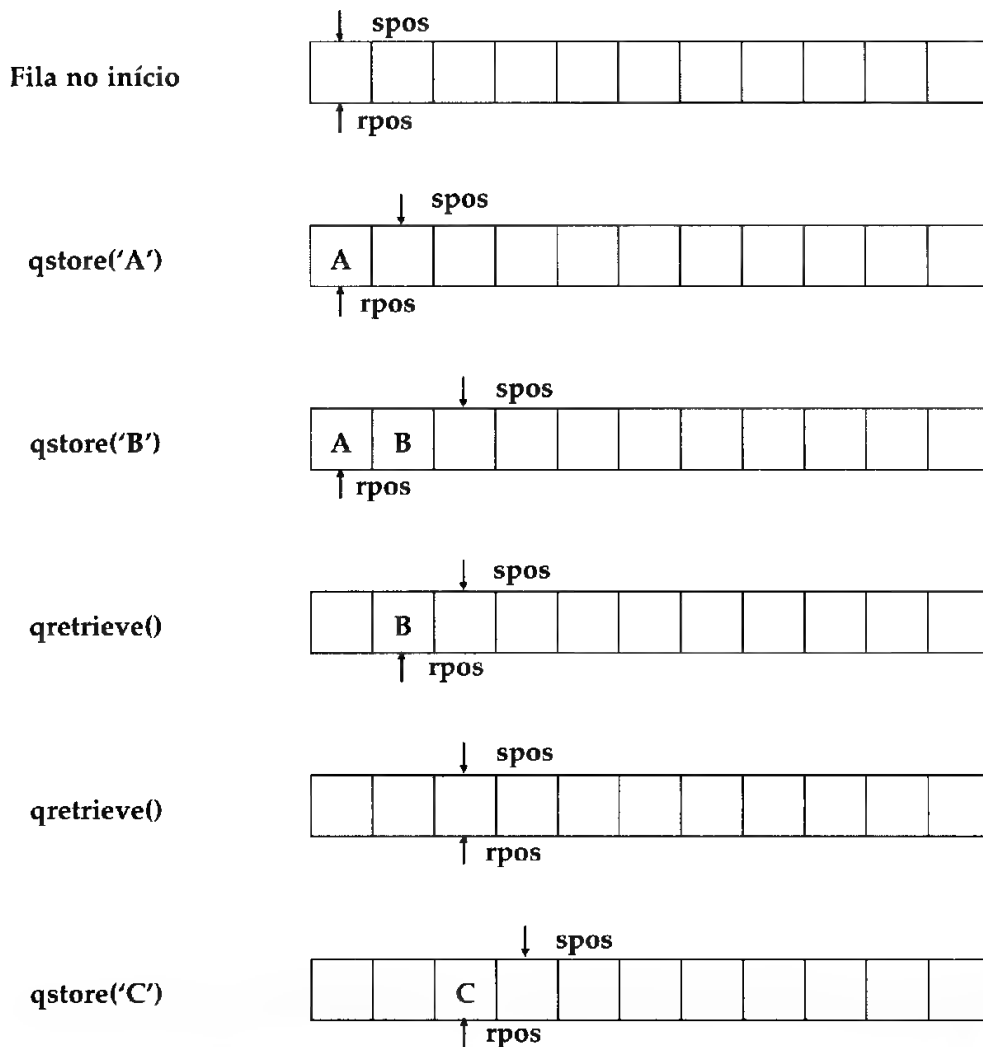 spos
Fila no início
rpos
spos
qstore(‘A’)
A
rpos
spos
qstore(‘B’)
A B
rpos
spos
qretrieve()
B
rpos
spos
qretrieve()
rpos
spos
qstore(‘C’)
C
rpos